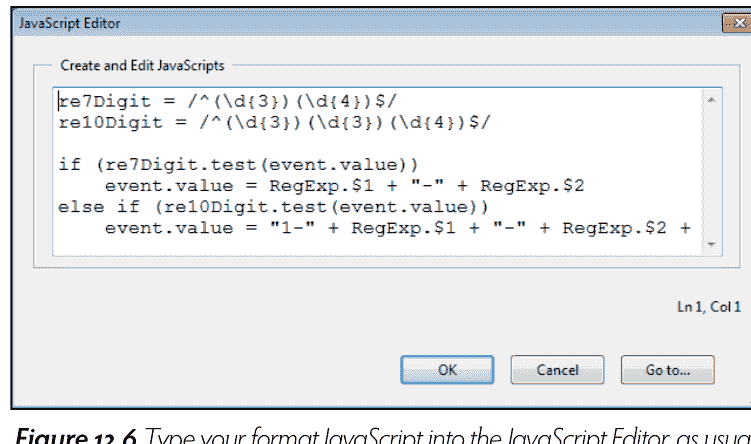 JavaScript Editor
Create and Edit JavaScripts
re7Digit = /^(\d{3})(\d{4})$/
re10Digit = /^(\d{3})(\d{3})(\d{4})$/
if (re7Digit.test(event.value))
event.value = RegExp.$1 + "-" + RegExp.$2
else if (re10Digit.test(event.value))
event.value = "1-" + RegExp.$1 + "-" + RegExp.$2 +
Ln 1, Col 1
OK Cancel Go to...
Figure 12.6 Type your format JavaScript into the JavaScript Editor, as usual